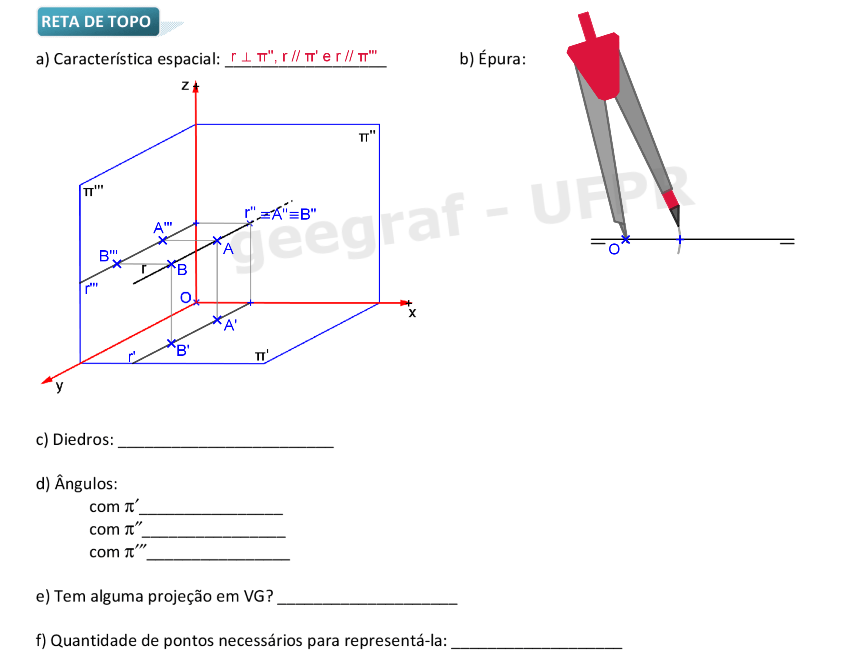 RETA DE TOPO
a) Característica espacial: r ⊥ π'', r // π' e r // π'''
b) Épura:
z
π''
π'''
geegraf - UFPR
r'' ≡A''≡B''
A'''
A
B'''
B
r
r'''
O
O
x
A'
B'
r'
π'
y
c) Diedros: _________________________
d) Ângulos:
com π′________________
com π″________________
com π‴________________
e) Tem alguma projeção em VG? ____________________
f) Quantidade de pontos necessários para representá-la: ___________________